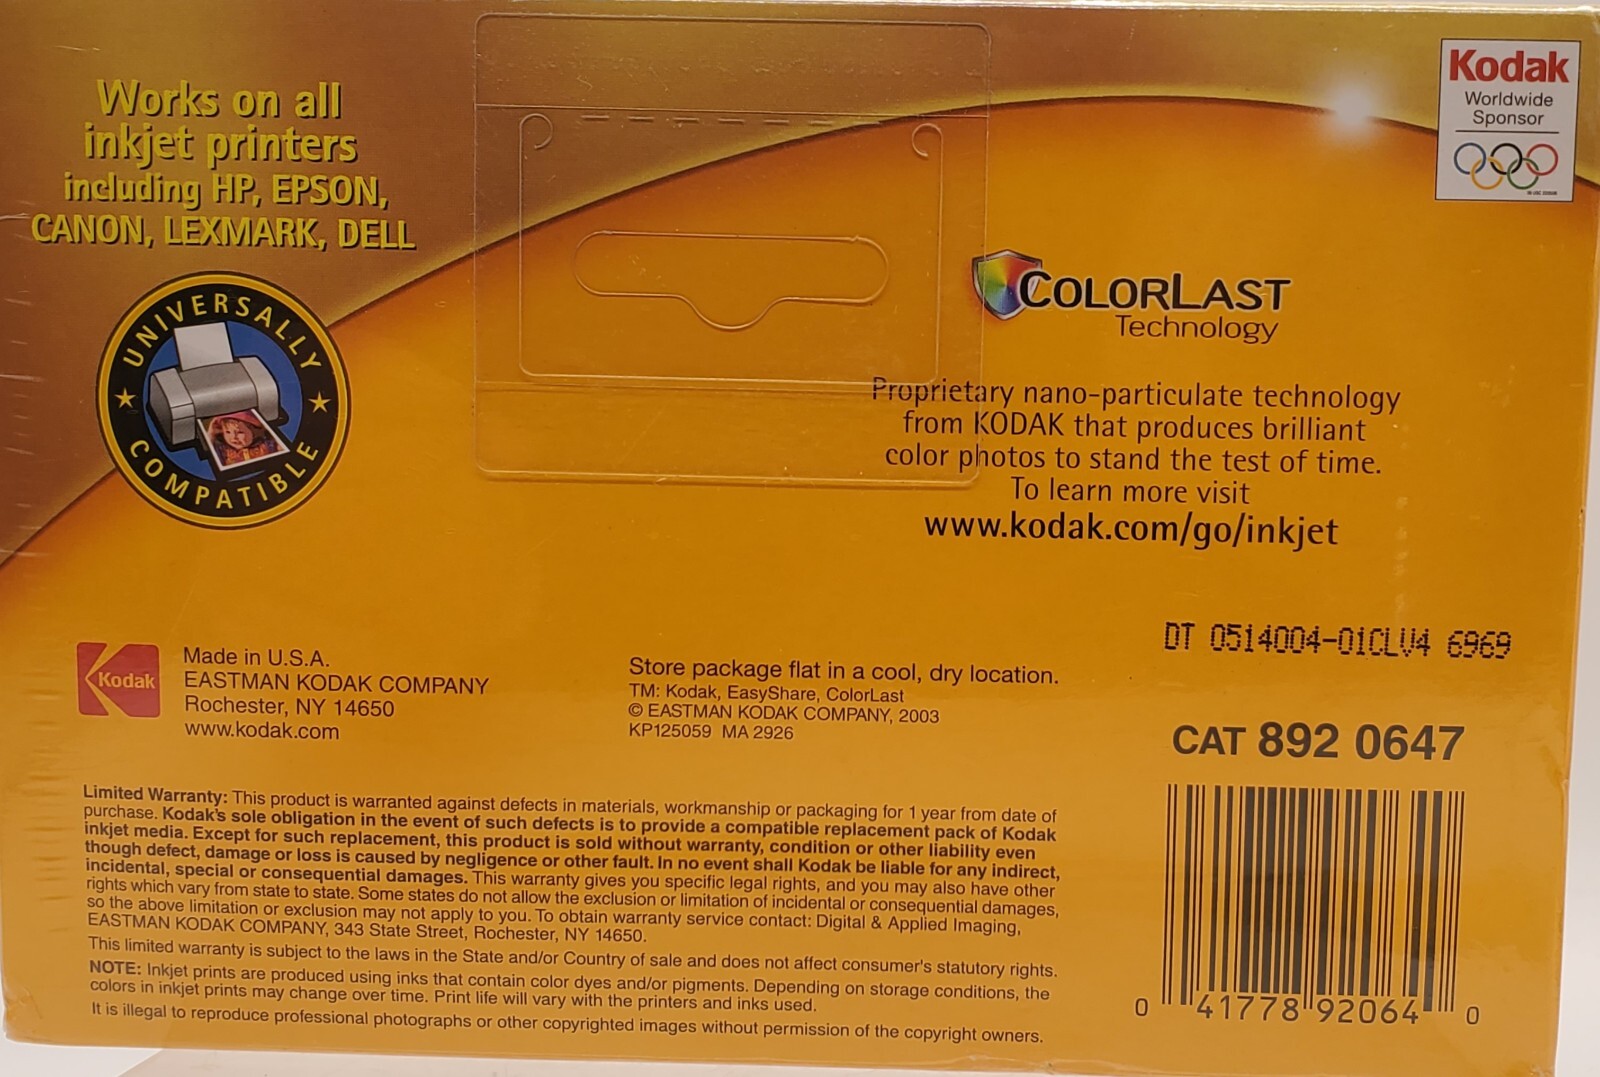 Works on all
inkjet printers
including HP, EPSON,
CANON, LEXMARK, DELL
UNIVERSALLY
COMPATIBLE
Kodak
Worldwide
Sponsor
COLORLAST
Technology
Proprietary nano-particulate technology
from KODAK that produces brilliant
color photos to stand the test of time.
To learn more visit
www.kodak.com/go/inkjet
Kodak
Made in U.S.A.
EASTMAN KODAK COMPANY
Rochester, NY 14650
www.kodak.com
Store package flat in a cool, dry location.
TM: Kodak, EasyShare, ColorLast
© EASTMAN KODAK COMPANY, 2003
KP125059 MA 2926
DT 0514004-01CLV4 6969
CAT 892 0647
Limited Warranty: This product is warranted against defects in materials, workmanship or packaging for 1 year from date of
purchase. Kodak's sole obligation in the event of such defects is to provide a compatible replacement pack of Kodak
inkjet media. Except for such replacement, this product is sold without warranty, condition or other liability even
though defect, damage or loss is caused by negligence or other fault. In no event shall Kodak be liable for any indirect,
incidental, special or consequential damages. This warranty gives you specific legal rights, and you may also have other
rights which vary from state to state. Some states do not allow the exclusion or limitation of incidental or consequential damages,
so the above limitation or exclusion may not apply to you. To obtain warranty service contact: Digital & Applied Imaging,
EASTMAN KODAK COMPANY, 343 State Street, Rochester, NY 14650.
This limited warranty is subject to the laws in the State and/or Country of sale and does not affect consumer's statutory rights.
NOTE: Inkjet prints are produced using inks that contain color dyes and/or pigments. Depending on storage conditions, the
colors in inkjet prints may change over time. Print life will vary with the printers and inks used.
It is illegal to reproduce professional photographs or other copyrighted images without permission of the copyright owners.
0 41778 92064 0